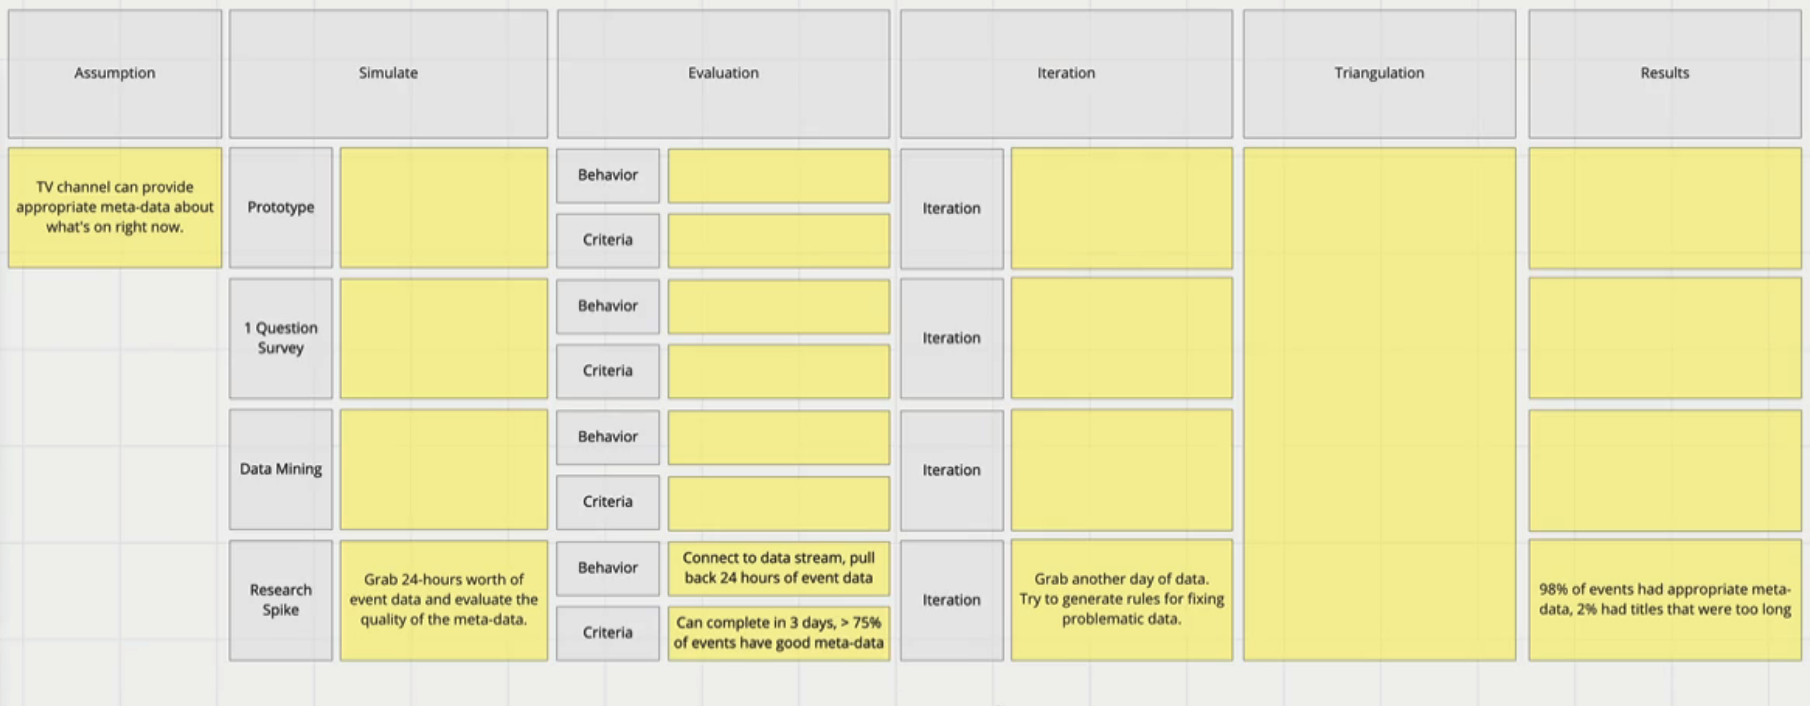 Assumption
Simulate
Evaluation
Iteration
Triangulation
Results
TV channel can provide
appropriate meta-data about
what's on right now.
Prototype
Behavior
Criteria
Iteration
1 Question
Survey
Behavior
Criteria
Iteration
Data Mining
Behavior
Criteria
Iteration
Research
Spike
Grab 24-hours worth of
event data and evaluate the
quality of the meta-data.
Behavior
Connect to data stream, pull
back 24 hours of event data
Criteria
Can complete in 3 days, > 75%
of events have good meta-data
Iteration
Grab another day of data.
Try to generate rules for fixing
problematic data.
98% of events had appropriate meta-
data, 2% had titles that were too long